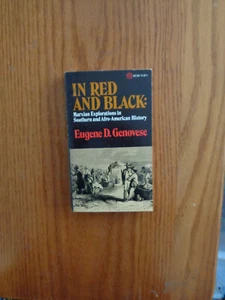 IN RED
AND BLACK:
Marxian Explorations in
Southern and Afro-American History
Eugene D. Genovese